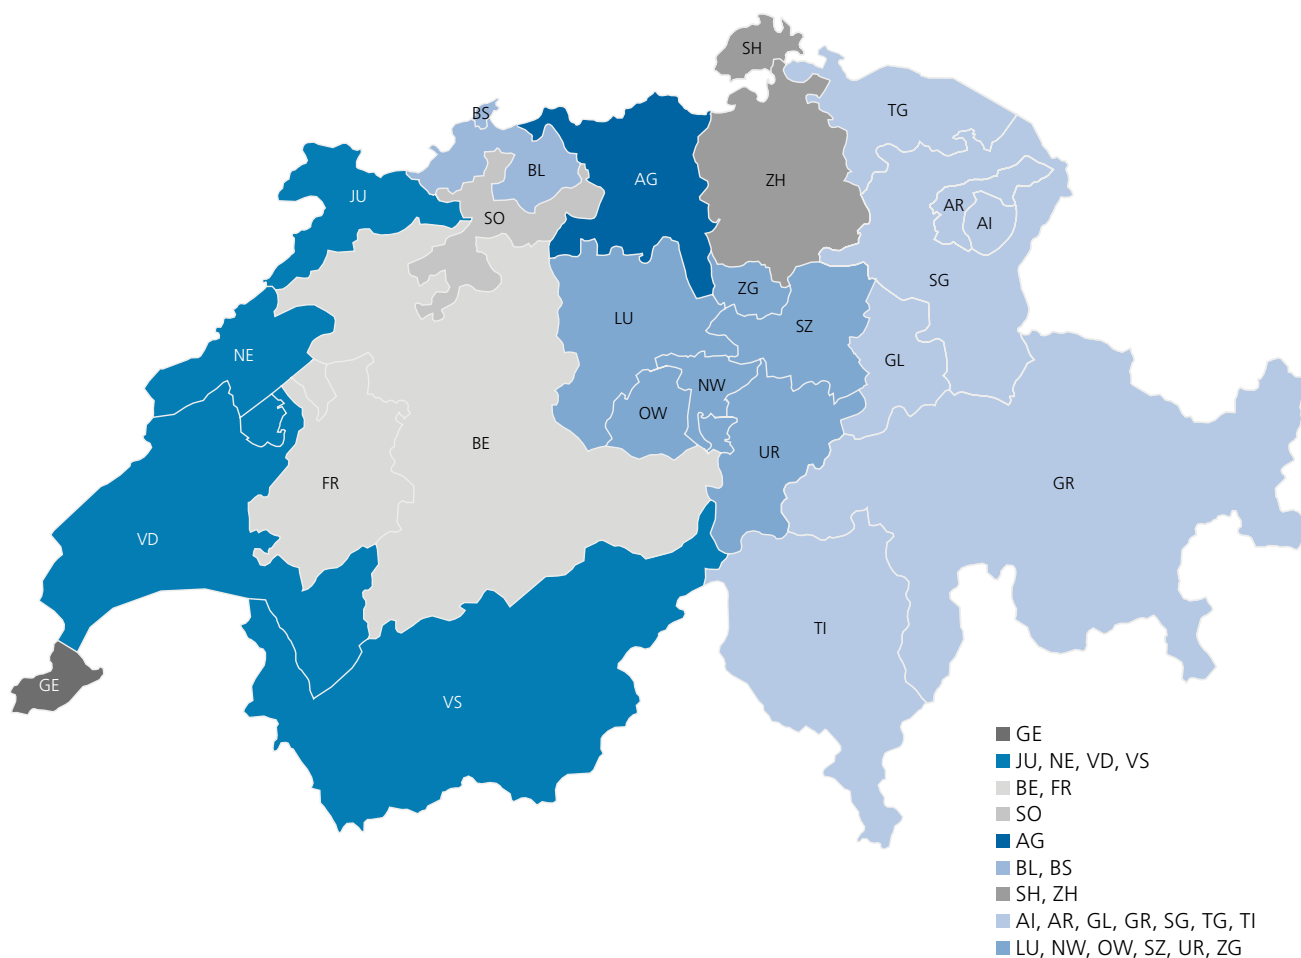 SH
BS
TG
BL
AG
ZH
JU
AR
SO
AI
SG
ZG
LU
SZ
NE
GL
NW
OW
BE
UR
FR
GR
VD
TI
GE
VS
GE
JU, NE, VD, VS
BE, FR
SO
AG
BL, BS
SH, ZH
AI, AR, GL, GR, SG, TG, TI
LU, NW, OW, SZ, UR, ZG